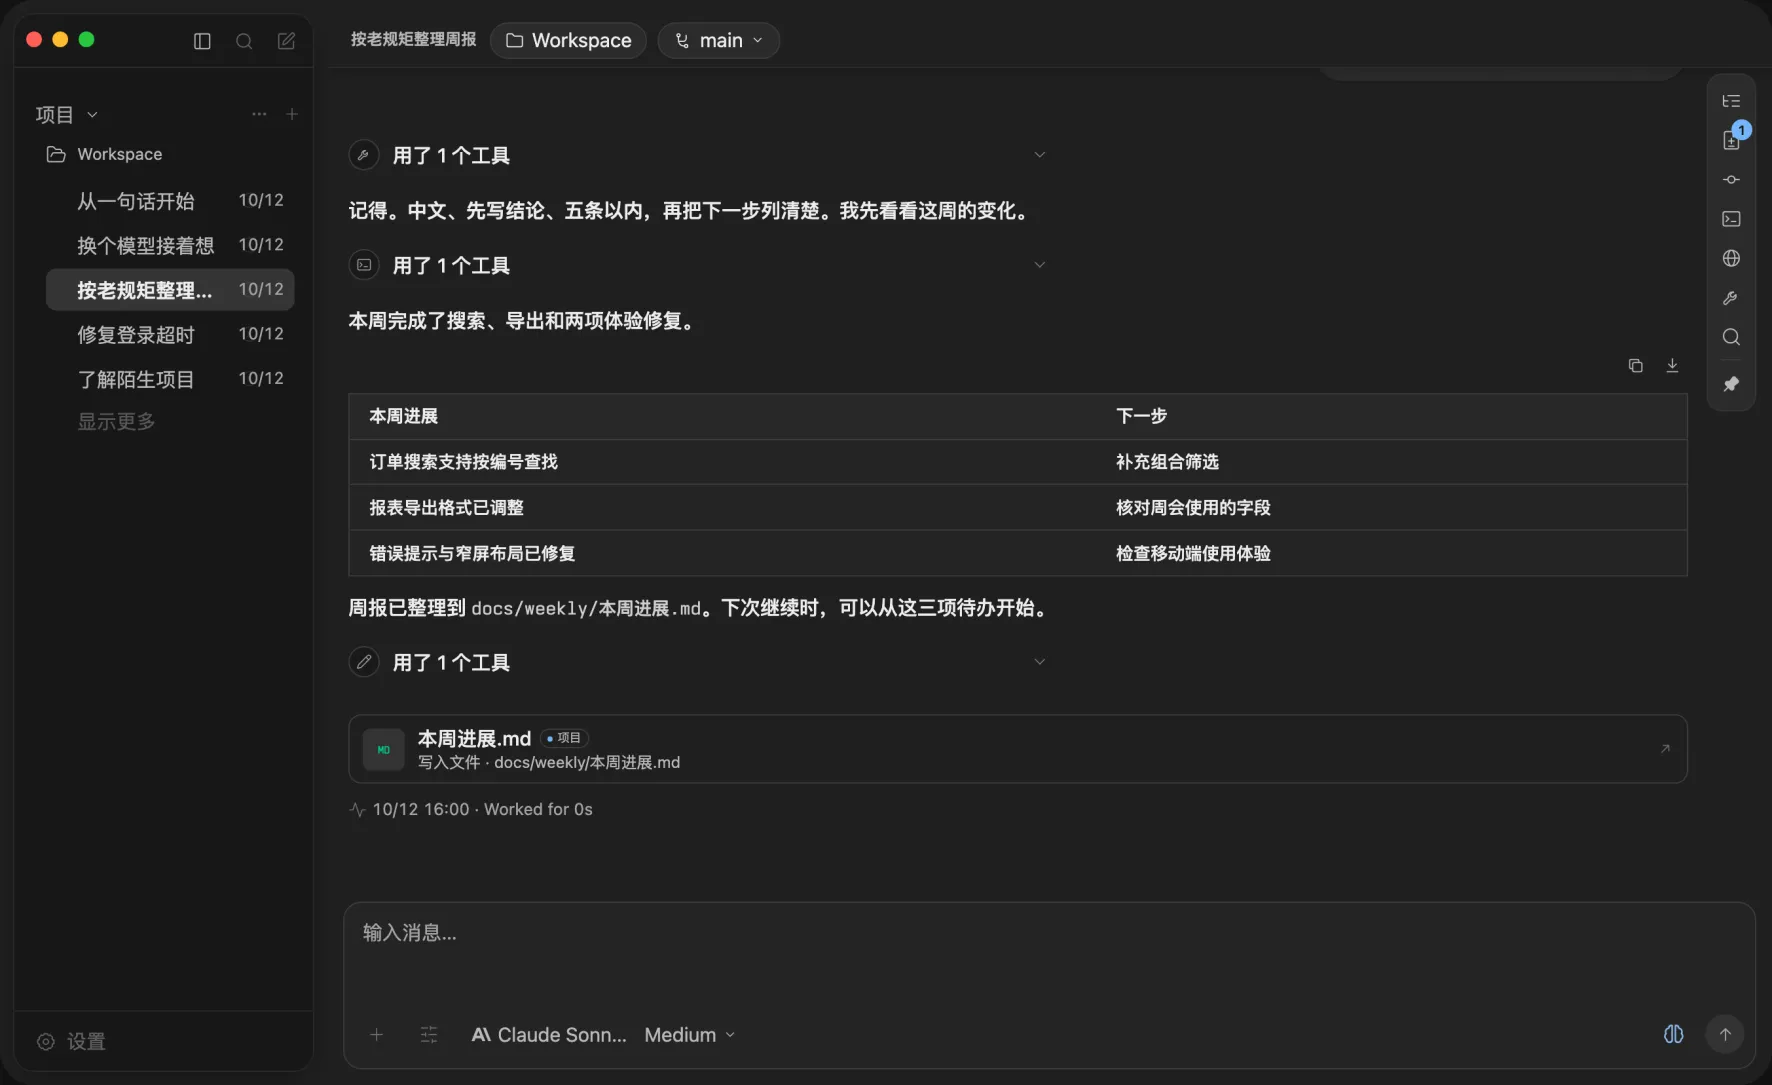 按老规矩整理周报 Workspace main
项目
Workspace
从一句话开始 10/12
换个模型接着想 10/12
按老规矩整理... 10/12
修复登录超时 10/12
了解陌生项目 10/12
显示更多
设置
1
用了 1 个工具
记得。中文、先写结论、五条以内，再把下一步列清楚。我先看看这周的变化。
用了 1 个工具
本周完成了搜索、导出和两项体验修复。
本周进展 下一步
订单搜索支持按编号查找 补充组合筛选
报表导出格式已调整 核对周会使用的字段
错误提示与窄屏布局已修复 检查移动端使用体验
周报已整理到 docs/weekly/本周进展.md。下次继续时，可以从这三项待办开始。
用了 1 个工具
MD
本周进展.md 项目
写入文件 · docs/weekly/本周进展.md
10/12 16:00 · Worked for 0s
输入消息...
Claude Sonn... Medium